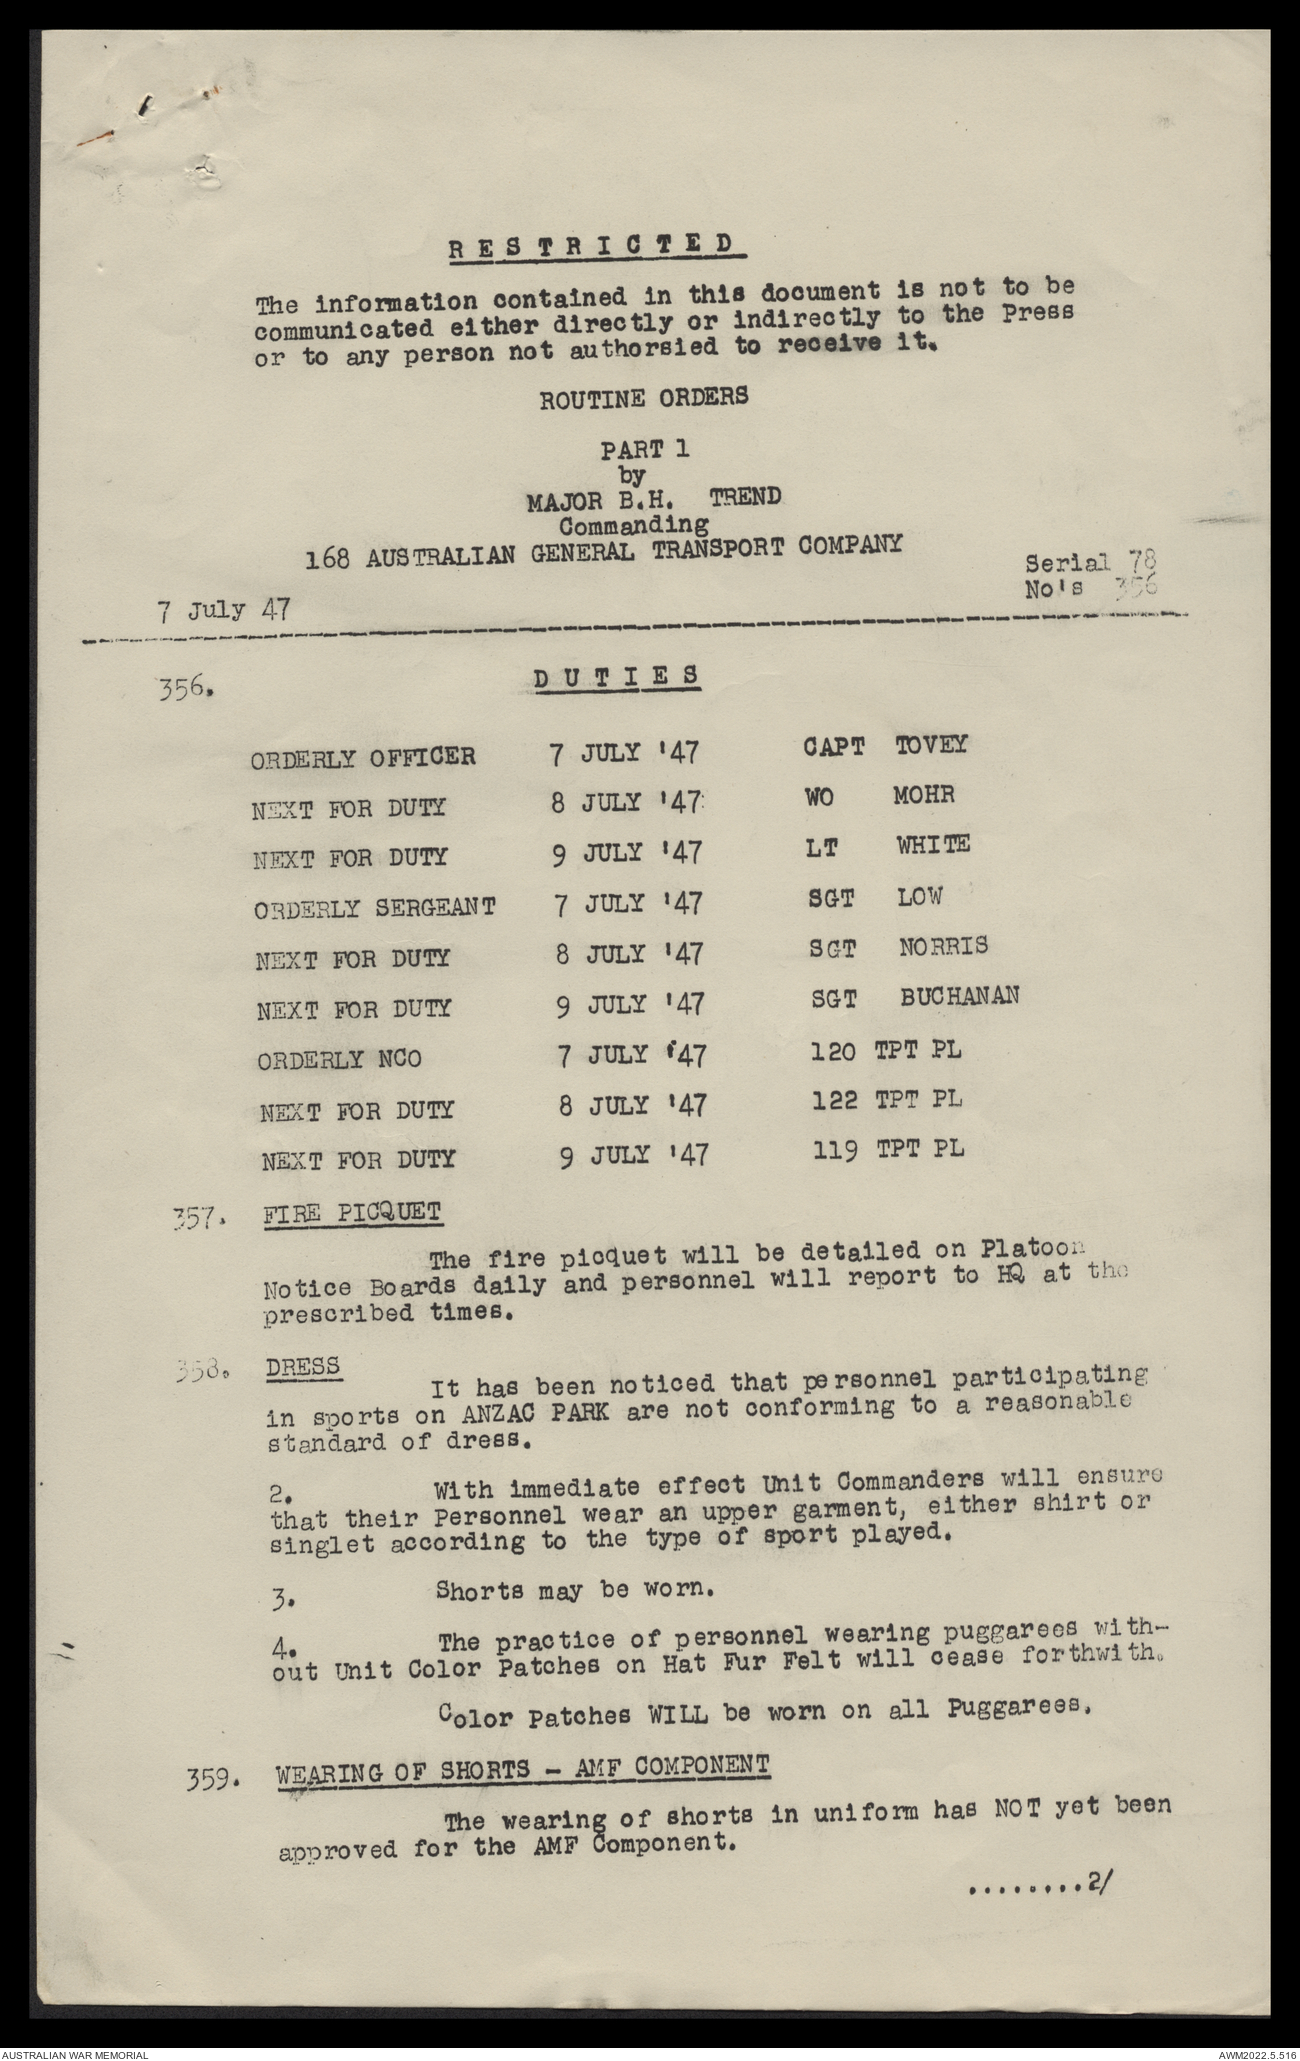 RESTRICTED
The information contained in this document is not to be
communicated either directly or indirectly to the Press
or to any person not authorsied to receive it.
ROUTINE ORDERS
PART 1
by
MAJOR B.H. TREND
Commanding
168 AUSTRALIAN GENERAL TRANSPORT COMPANY
Serial 78
No's 356
7 July 47
356. DUTIES
ORDERLY OFFICER 7 JULY '47 CAPT TOVEY
NEXT FOR DUTY 8 JULY '47 WO MOHR
NEXT FOR DUTY 9 JULY '47 LT WHITE
ORDERLY SERGEANT 7 JULY '47 SGT LOW
NEXT FOR DUTY 8 JULY '47 SGT NORRIS
NEXT FOR DUTY 9 JULY '47 SGT BUCHANAN
ORDERLY NCO 7 JULY '47 120 TPT PL
NEXT FOR DUTY 8 JULY '47 122 TPT PL
NEXT FOR DUTY 9 JULY '47 119 TPT PL
357. FIRE PICQUET
The fire picquet will be detailed on Platoon
Notice Boards daily and personnel will report to HQ at the
prescribed times.
358. DRESS
It has been noticed that personnel participating
in sports on ANZAC PARK are not conforming to a reasonable
standard of dress.
2. With immediate effect Unit Commanders will ensure
that their Personnel wear an upper garment, either shirt or
singlet according to the type of sport played.
3. Shorts may be worn.
4. The practice of personnel wearing puggarees with-
out Unit Color Patches on Hat Fur Felt will cease forthwith.
Color Patches WILL be worn on all Puggarees.
359. WEARING OF SHORTS - AMF COMPONENT
The wearing of shorts in uniform has NOT yet been
approved for the AMF Component.
........2/
AUSTRALIAN WAR MEMORIAL
AWM2022.5.516